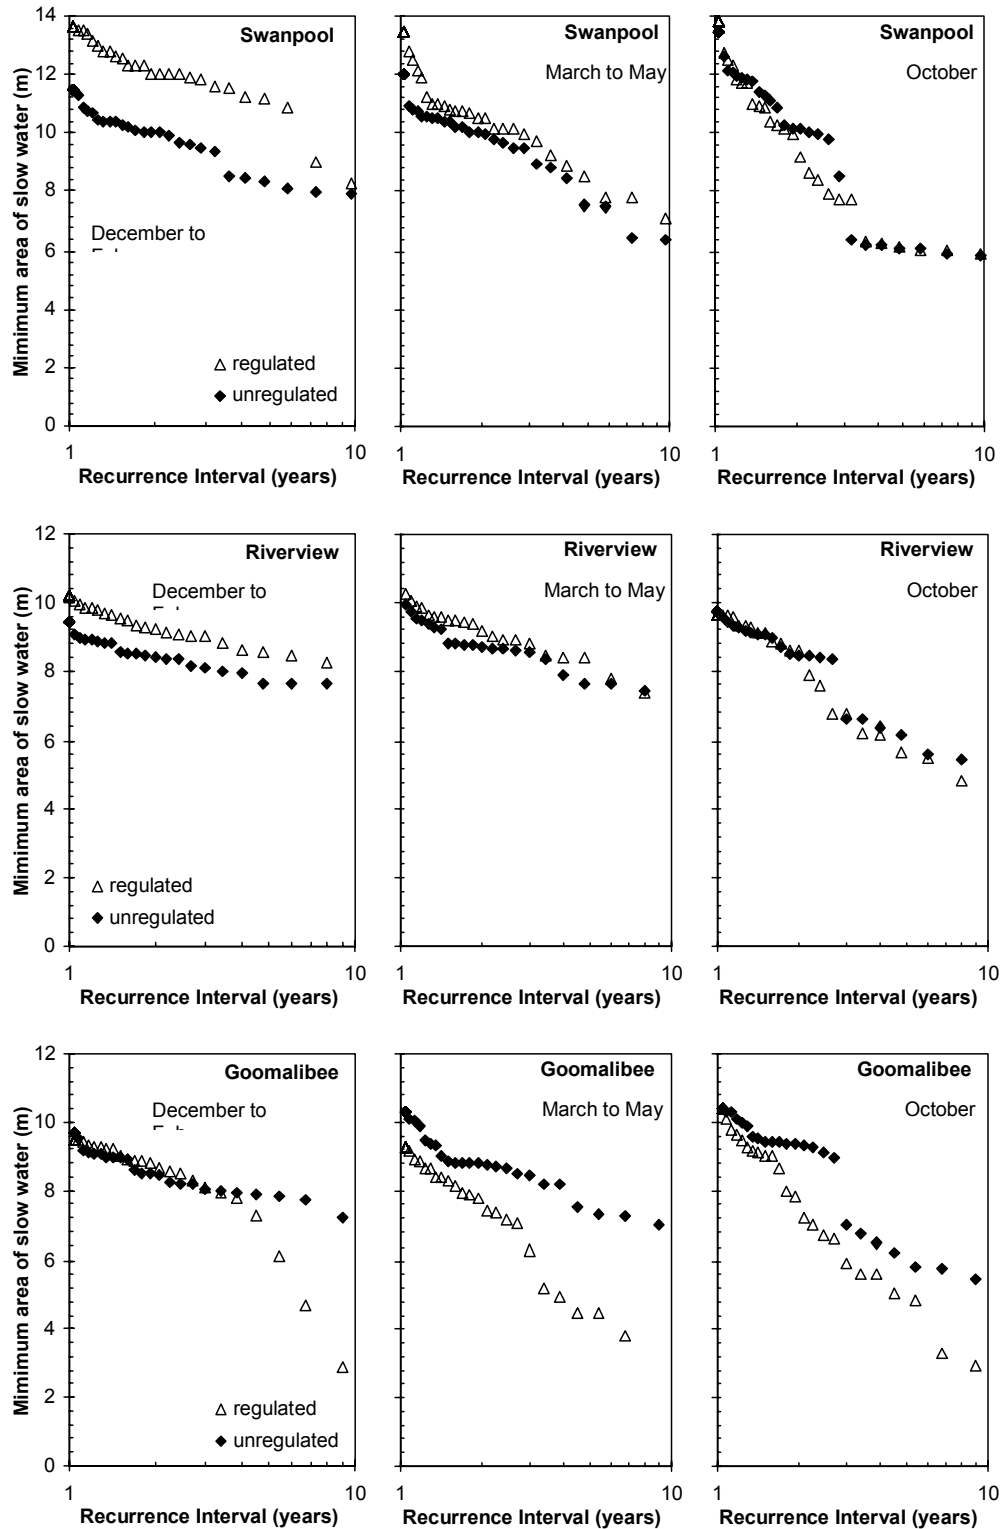 14
12
10
8
6
4
2
0
Mimimum area of slow water (m)
Swanpool
December to
regulated
unregulated
1
10
Recurrence Interval (years)
Swanpool
March to May
1
10
Recurrence Interval (years)
Swanpool
October
1
10
Recurrence Interval (years)
12
10
8
6
4
2
0
Mimimum area of slow water (m)
Riverview
December to
regulated
unregulated
1
10
Recurrence Interval (years)
Riverview
March to May
1
10
Recurrence Interval (years)
Riverview
October
1
10
Recurrence Interval (years)
12
10
8
6
4
2
0
Mimimum area of slow water (m)
Goomalibee
December to
regulated
unregulated
1
10
Recurrence Interval (years)
Goomalibee
March to May
1
10
Recurrence Interval (years)
Goomalibee
October
1
10
Recurrence Interval (years)